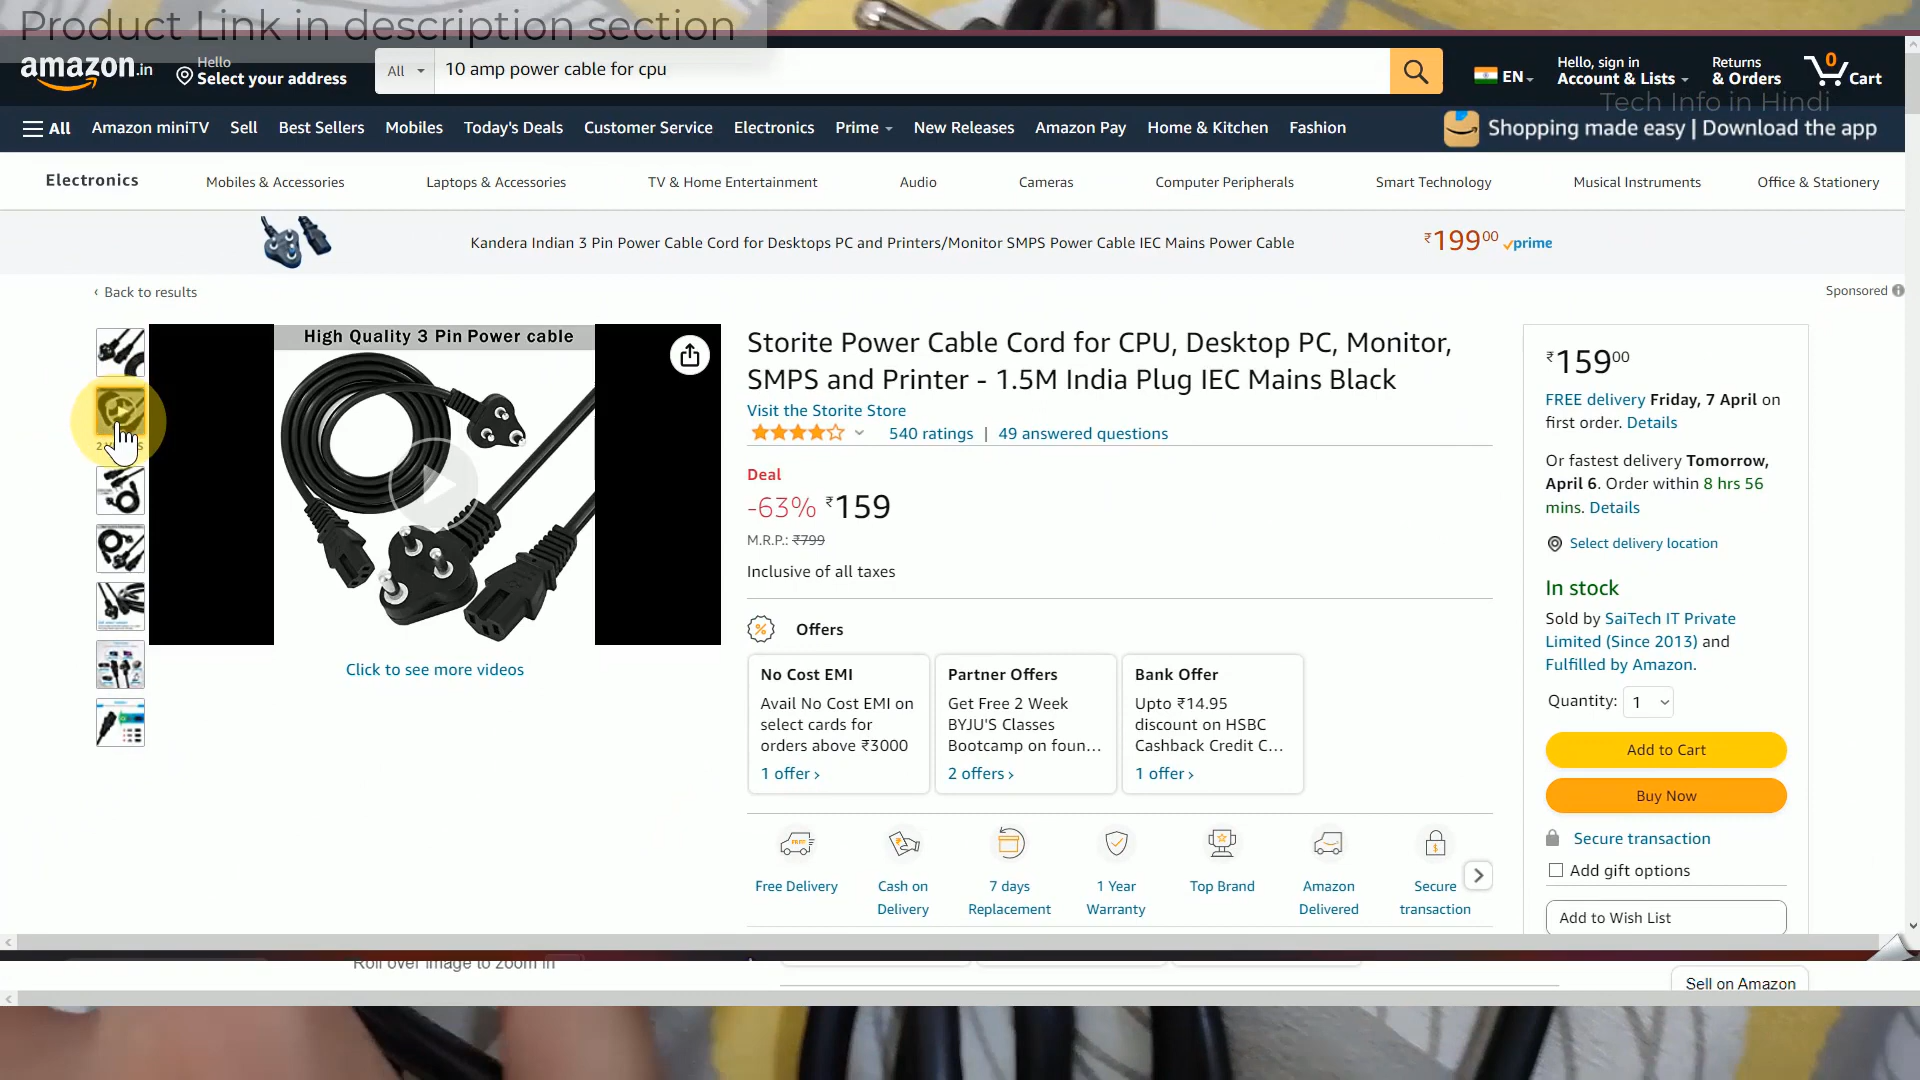 Product Link in description section
amazon.in
Hello
Select your address
All
10 amp power cable for cpu
EN
Hello, sign in
Account & Lists
Returns
& Orders
0
Cart
Tech Info in Hindi
All
Amazon miniTV
Sell
Best Sellers
Mobiles
Today's Deals
Customer Service
Electronics
Prime
New Releases
Amazon Pay
Home & Kitchen
Fashion
Shopping made easy | Download the app
Electronics
Mobiles & Accessories
Laptops & Accessories
TV & Home Entertainment
Audio
Cameras
Computer Peripherals
Smart Technology
Musical Instruments
Office & Stationery
Kandera Indian 3 Pin Power Cable Cord for Desktops PC and Printers/Monitor SMPS Power Cable IEC Mains Power Cable
₹19900 prime
‹ Back to results
Sponsored
High Quality 3 Pin Power cable
Click to see more videos
Storite Power Cable Cord for CPU, Desktop PC, Monitor,
SMPS and Printer - 1.5M India Plug IEC Mains Black
Visit the Storite Store
540 ratings | 49 answered questions
Deal
-63% ₹159
M.R.P.: ₹799
Inclusive of all taxes
Offers
No Cost EMI
Avail No Cost EMI on
select cards for
orders above ₹3000
1 offer ›
Partner Offers
Get Free 2 Week
BYJU'S Classes
Bootcamp on foun...
2 offers ›
Bank Offer
Upto ₹14.95
discount on HSBC
Cashback Credit C...
1 offer ›
FREE
Free Delivery
Cash on
Delivery
7 days
Replacement
1 Year
Warranty
Top Brand
Amazon
Delivered
Secure
transaction
₹15900
FREE delivery Friday, 7 April on
first order. Details
Or fastest delivery Tomorrow,
April 6. Order within 8 hrs 56
mins. Details
Select delivery location
In stock
Sold by SaiTech IT Private
Limited (Since 2013) and
Fulfilled by Amazon.
Quantity: 1
Add to Cart
Buy Now
Secure transaction
Add gift options
Add to Wish List
Roll over image to zoom in
Sell on Amazon